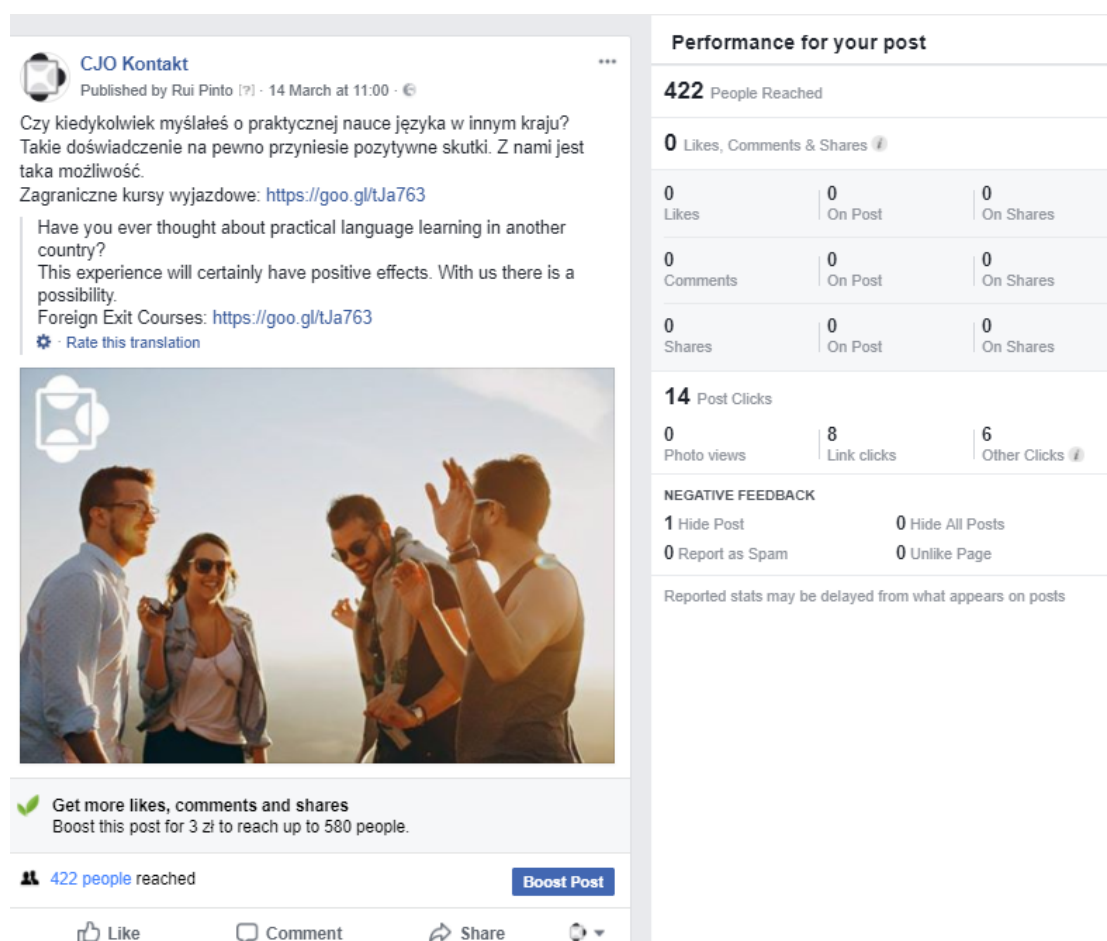 CJO Kontakt
Published by Rui Pinto [?] · 14 March at 11:00 ·
Czy kiedykolwiek myślałeś o praktycznej nauce języka w innym kraju?
Takie doświadczenie na pewno przyniesie pozytywne skutki. Z nami jest
taka możliwość.
Zagraniczne kursy wyjazdowe: https://goo.gl/tJa763
Have you ever thought about practical language learning in another
country?
This experience will certainly have positive effects. With us there is a
possibility.
Foreign Exit Courses: https://goo.gl/tJa763
· Rate this translation
Get more likes, comments and shares
Boost this post for 3 zł to reach up to 580 people.
422 people reached
Boost Post
Like Comment Share
Performance for your post
422 People Reached
0 Likes, Comments & Shares i
0 0 0
Likes On Post On Shares
0 0 0
Comments On Post On Shares
0 0 0
Shares On Post On Shares
14 Post Clicks
0 8 6
Photo views Link clicks Other Clicks i
NEGATIVE FEEDBACK
1 Hide Post 0 Hide All Posts
0 Report as Spam 0 Unlike Page
Reported stats may be delayed from what appears on posts